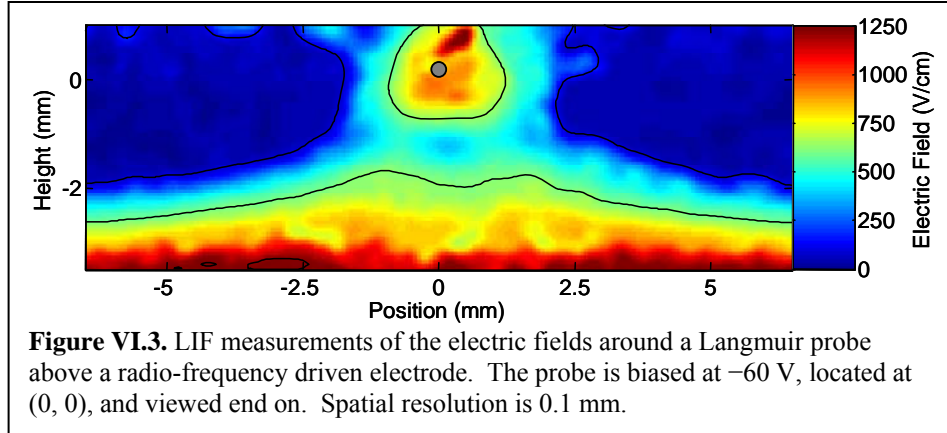 1250
1000
750
500
250
0
Electric Field (V/cm)
0
-2
Height (mm)
-5
-2.5
0
2.5
5
Position (mm)
Figure VI.3. LIF measurements of the electric fields around a Langmuir probe
above a radio-frequency driven electrode. The probe is biased at −60 V, located at
(0, 0), and viewed end on. Spatial resolution is 0.1 mm.